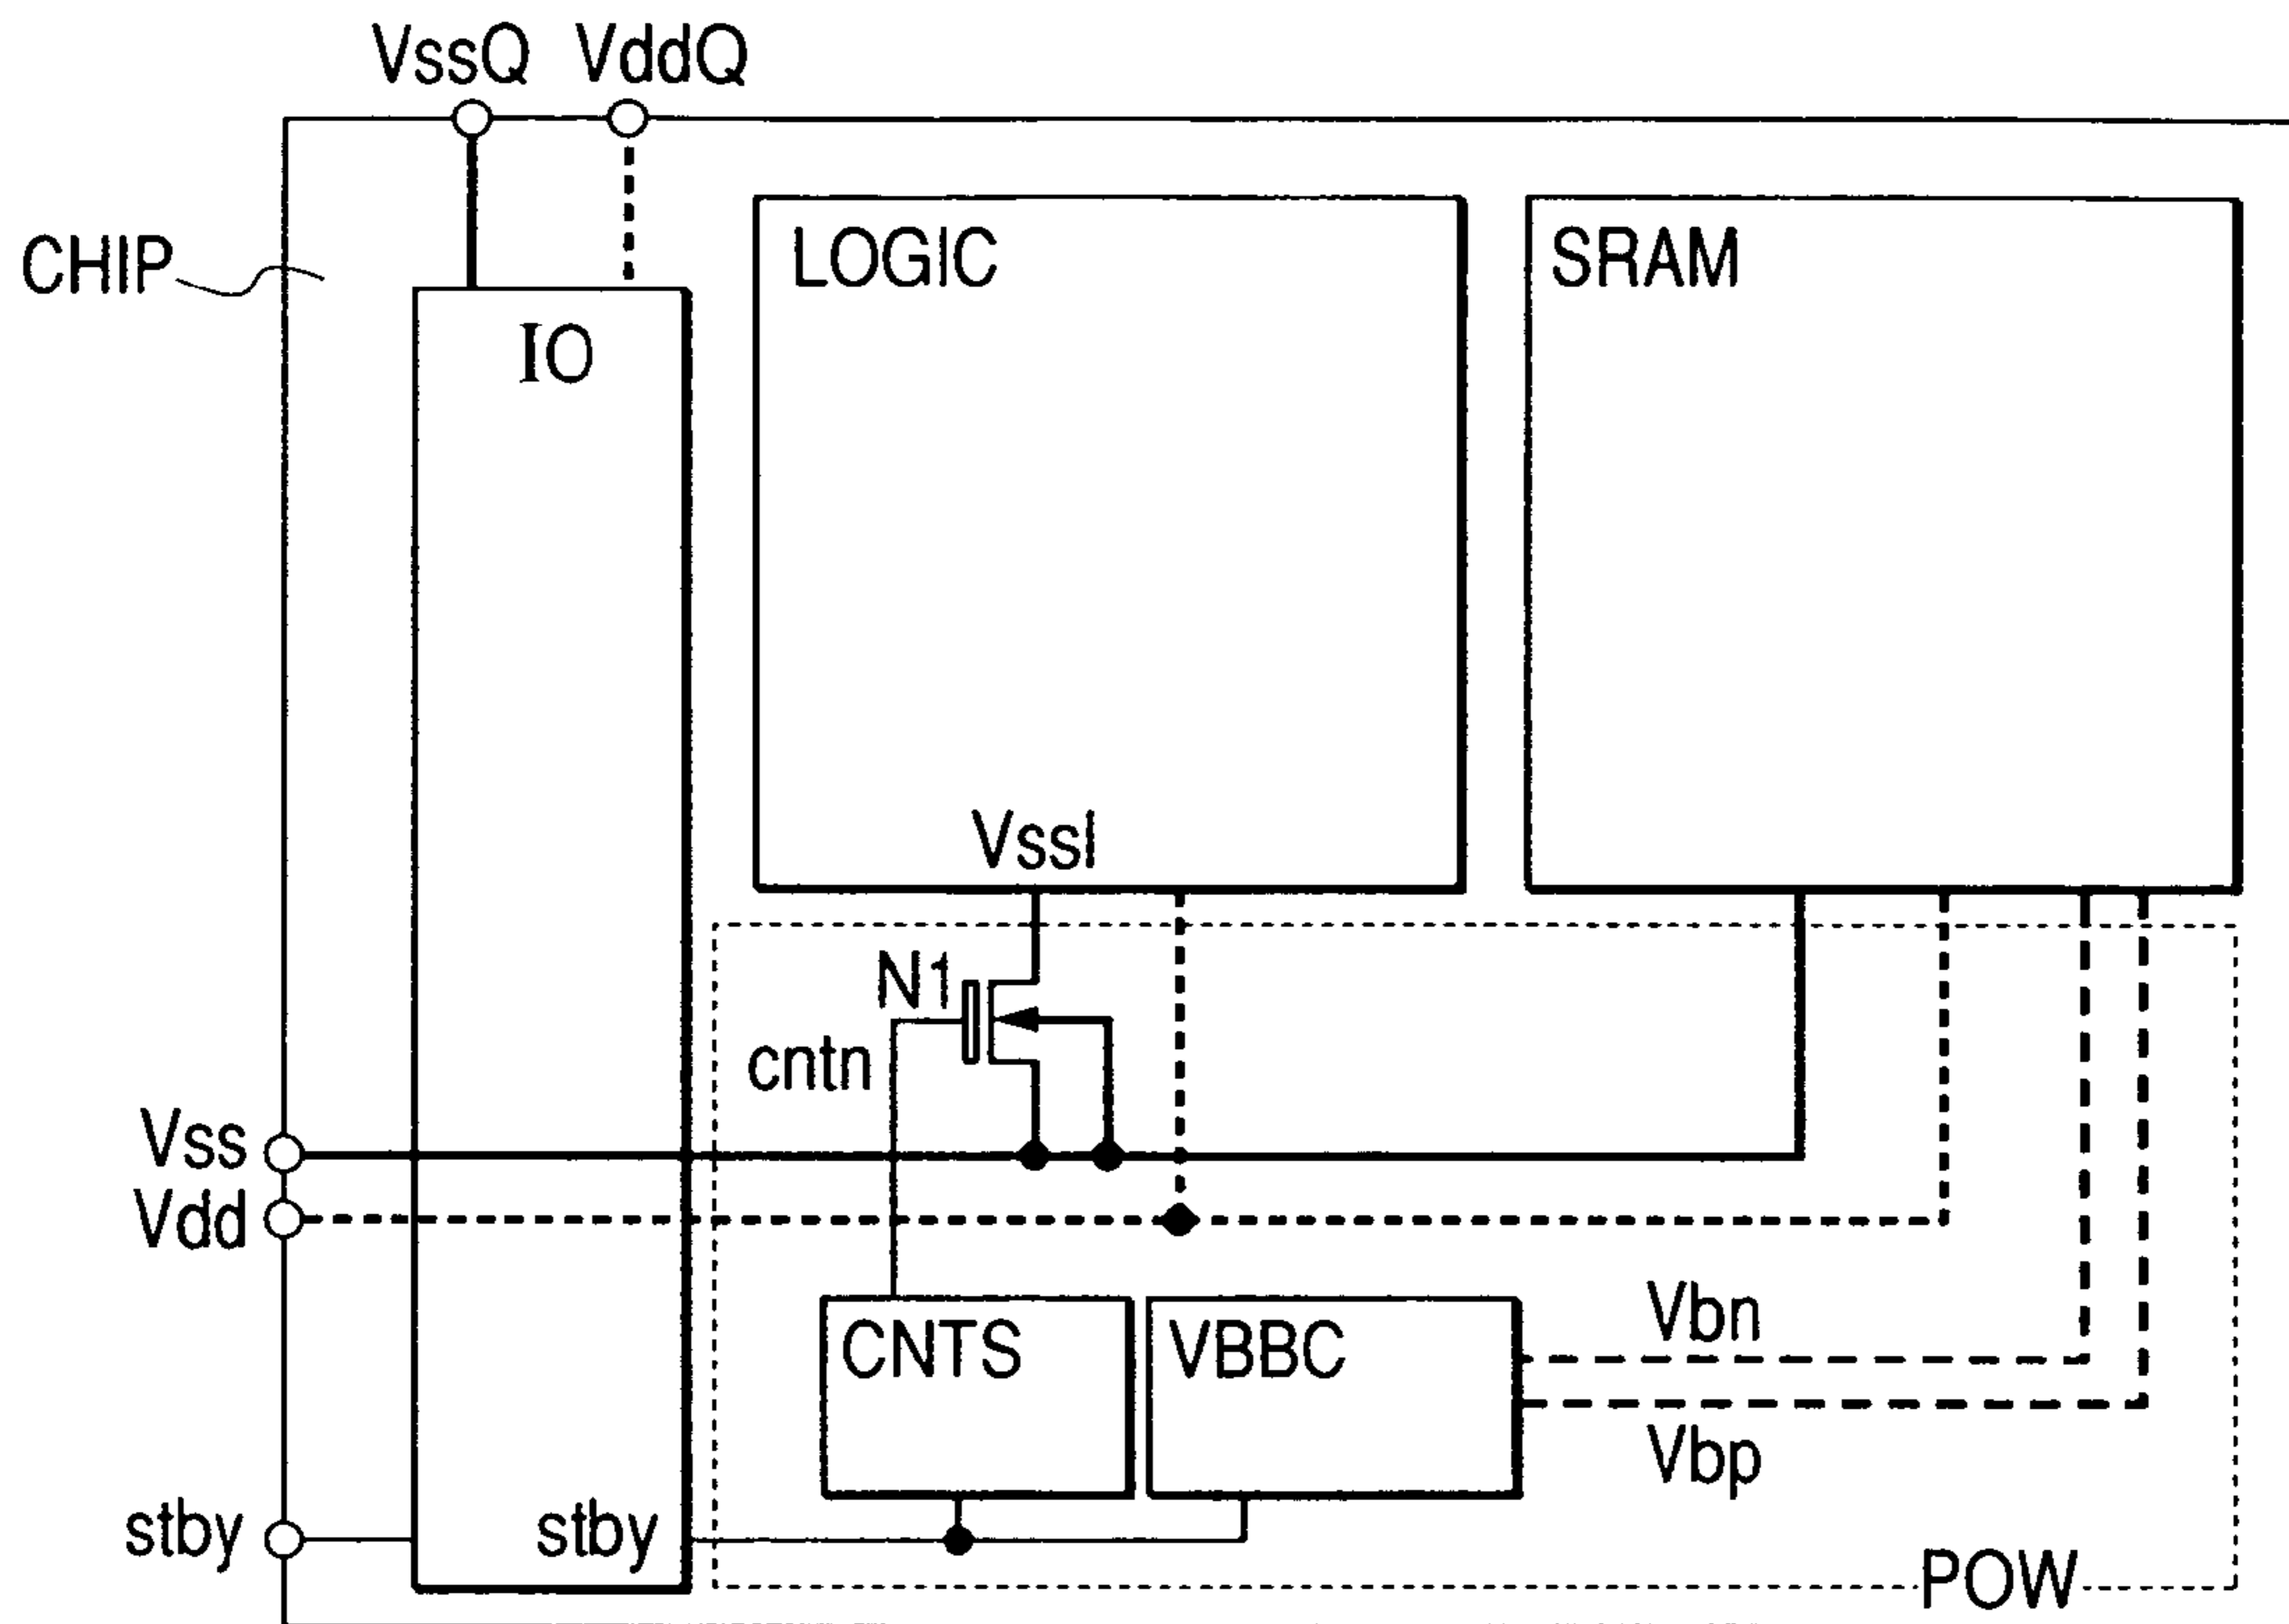 VssQ VddQ
CHIP
LOGIC
SRAM
IO
VssI
N1
cntn
Vss
Vdd
Vbn
CNTS
VBBC
Vbp
stby
stby
POW